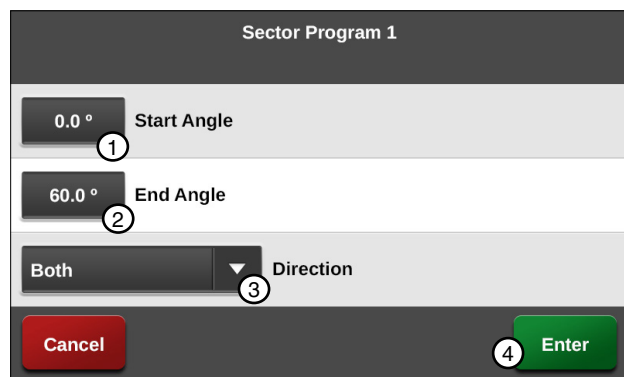 Sector Program 1
0.0 º Start Angle
1
60.0 º End Angle
2
Both Direction
3
Cancel 4 Enter